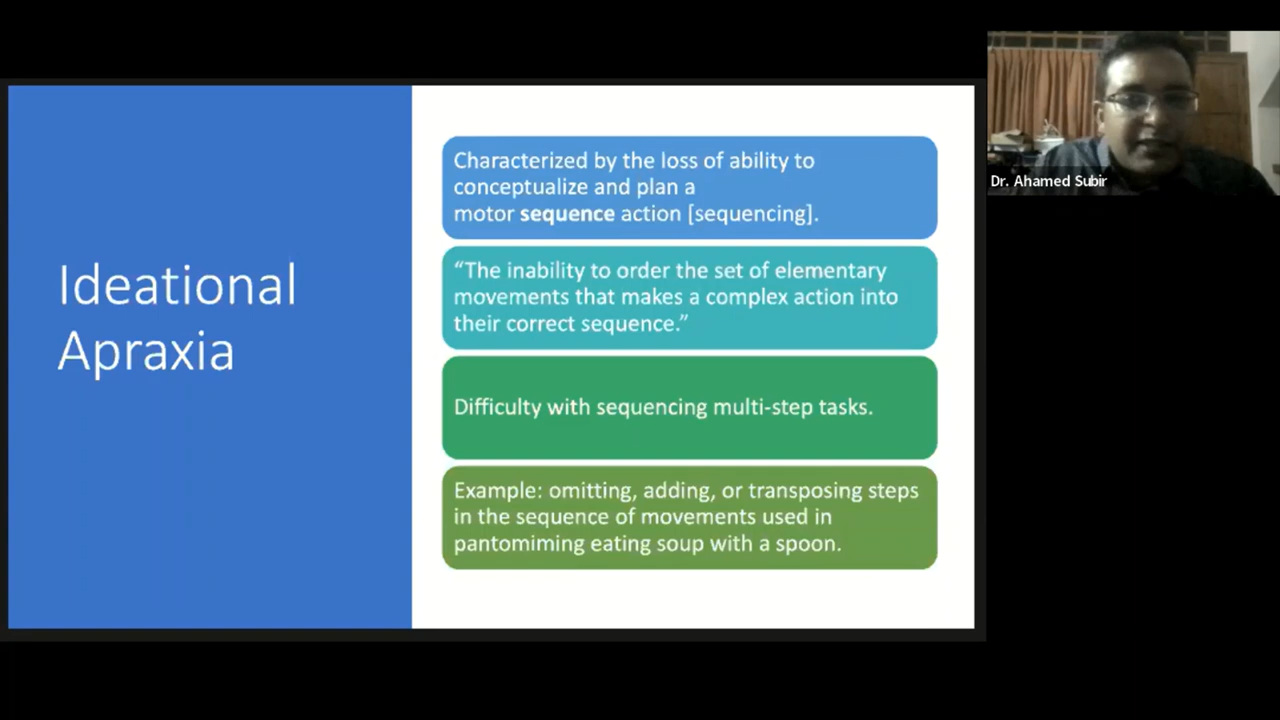 Ideational
Apraxia
Characterized by the loss of ability to
conceptualize and plan a
motor sequence action [sequencing].
“The inability to order the set of elementary
movements that makes a complex action into
their correct sequence.”
Difficulty with sequencing multi-step tasks.
Example: omitting, adding, or transposing steps
in the sequence of movements used in
pantomiming eating soup with a spoon.
Dr. Ahamed Subir